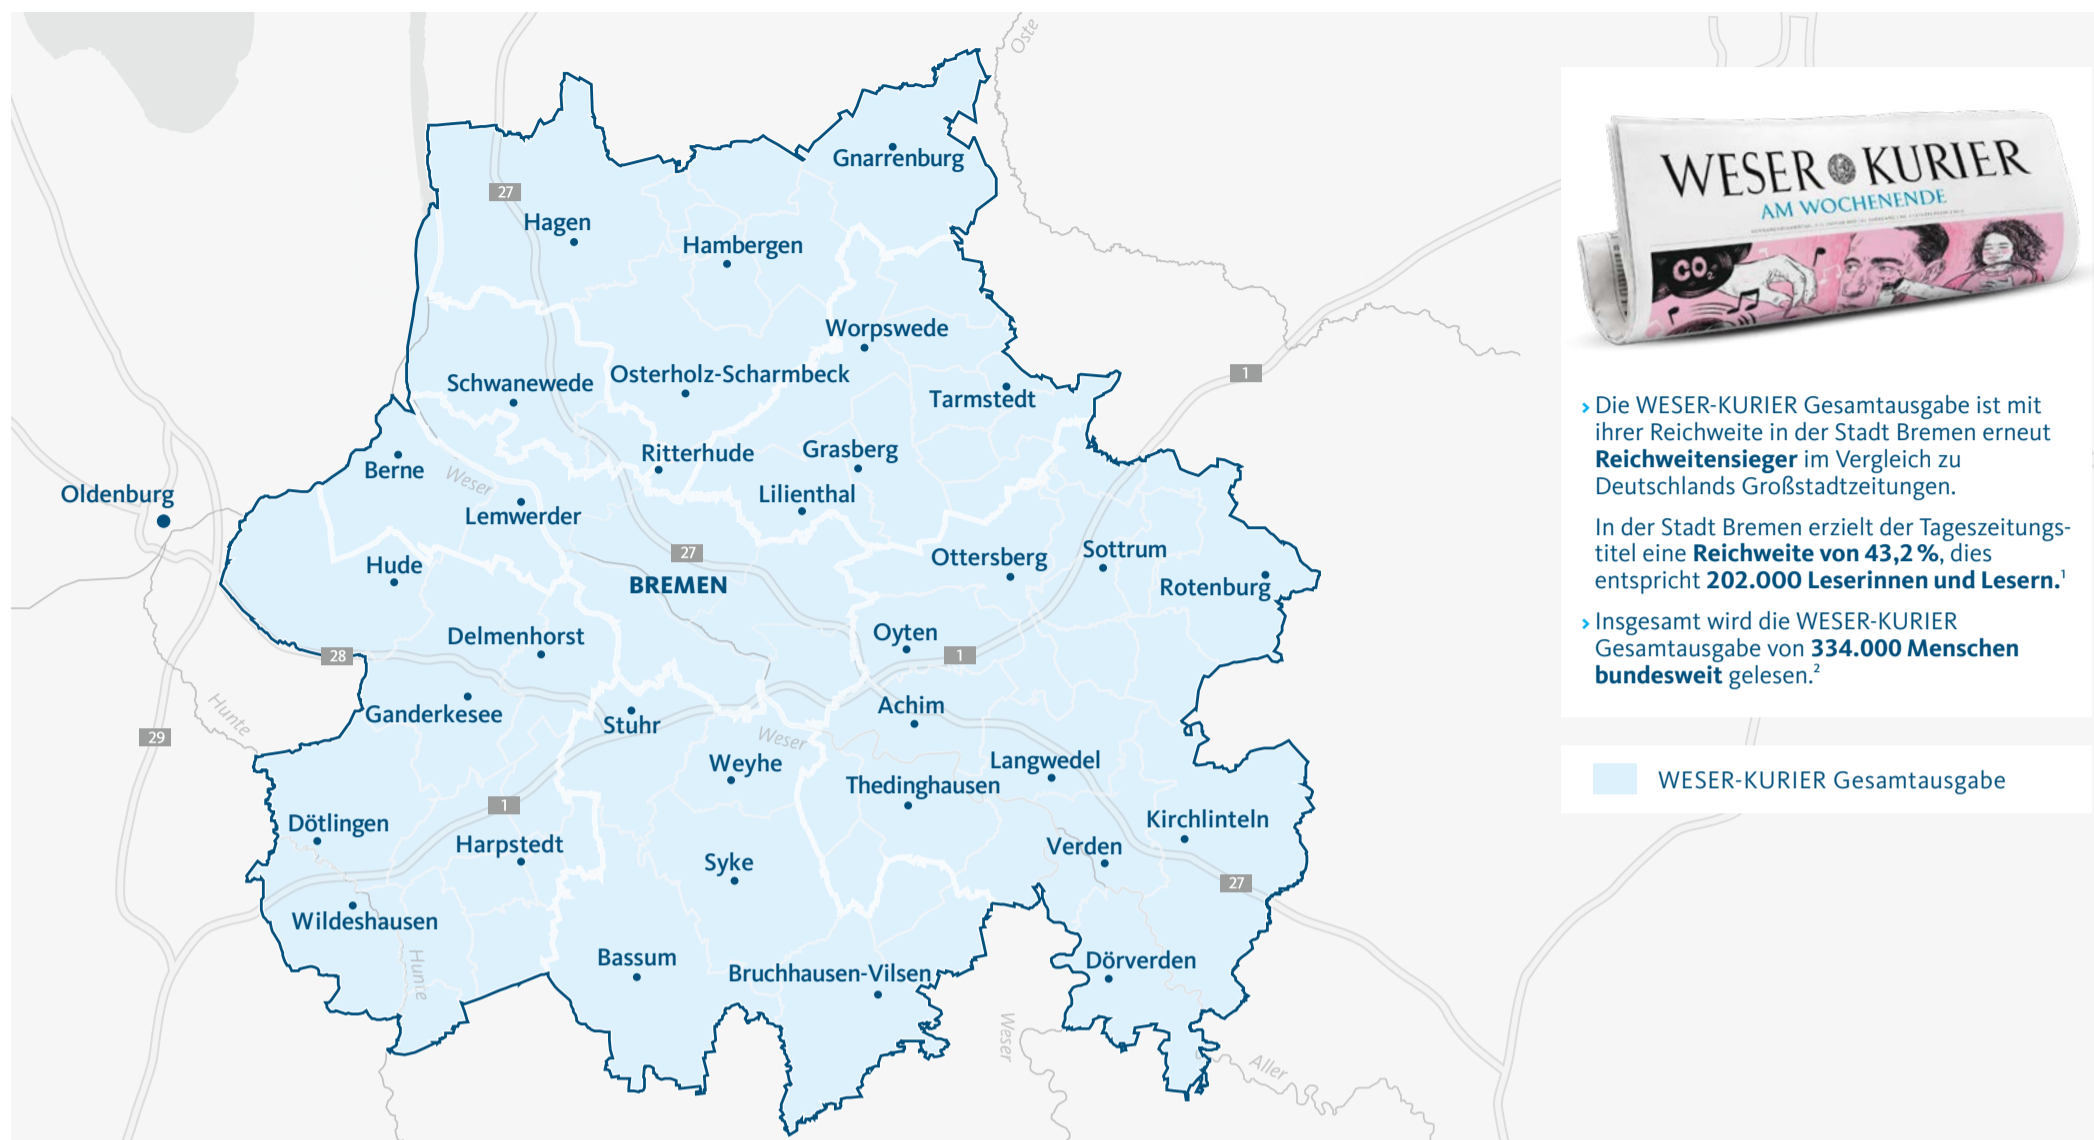 Oste
Gnarrenburg
27
Hagen
Hambergen
Worpswede
Osterholz-Scharmbeck
Schwanewede
Tarmstedt
1
Ritterhude
Grasberg
Berne
Weser
Oldenburg
Lilienthal
Lemwerder
27
Ottersberg
Sottrum
Hude
BREMEN
Rotenburg
Delmenhorst
Oyten
28
1
Hunte
Ganderkesee
Achim
Stuhr
29
Weser
Weyhe
Langwedel
Thedinghausen
1
Dötlingen
Kirchlinteln
Harpstedt
Verden
Syke
27
Wildeshausen
Hunte
Bassum
Dörverden
Bruchhausen-Vilsen
Weser
Aller
WESER KURIER
AM WOCHENENDE
CO2
› Die WESER-KURIER Gesamtausgabe ist mit
ihrer Reichweite in der Stadt Bremen erneut
Reichweitensieger im Vergleich zu
Deutschlands Großstadtzeitungen.
In der Stadt Bremen erzielt der Tageszeitungs-
titel eine Reichweite von 43,2 %, dies
entspricht 202.000 Leserinnen und Lesern.¹
› Insgesamt wird die WESER-KURIER
Gesamtausgabe von 334.000 Menschen
bundesweit gelesen.²
WESER-KURIER Gesamtausgabe